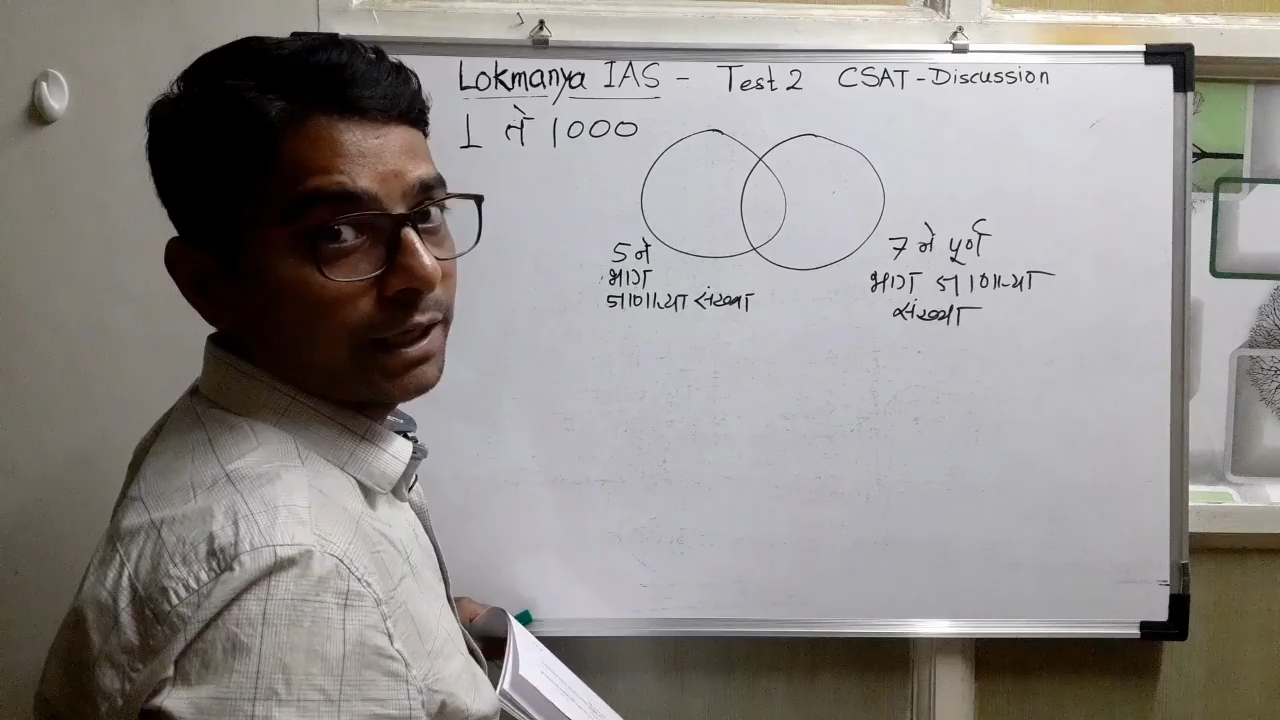 Lokmanya IAS - Test 2 CSAT - Discussion
1 ते 1000
5 ने
भाग
जाणाऱ्या संख्या
7 ने पूर्ण
भाग जाणाऱ्या
संख्या